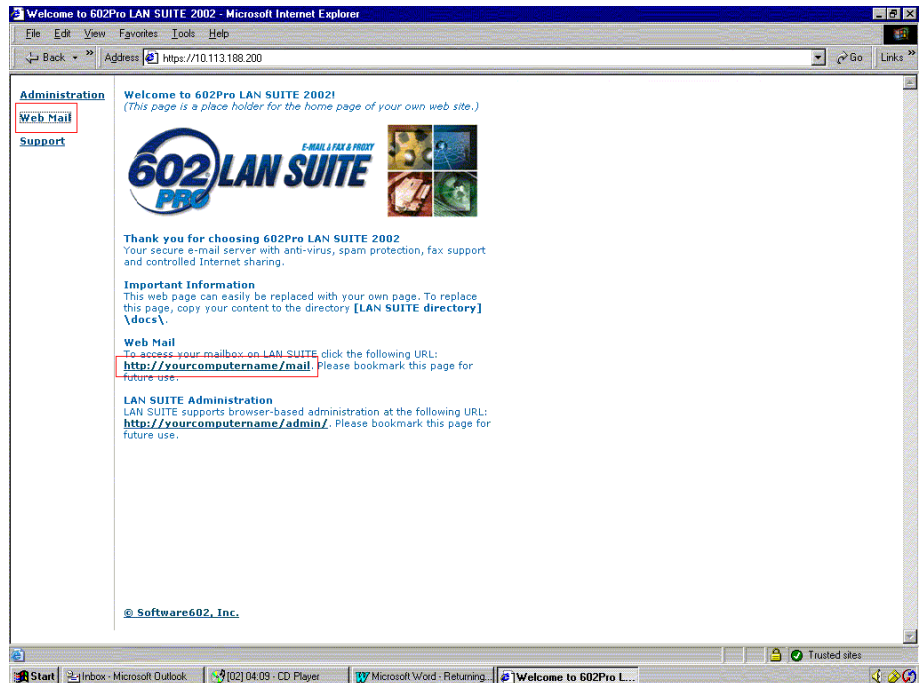 Welcome to 602Pro LAN SUITE 2002 - Microsoft Internet Explorer
File Edit View Favorites Tools Help
Back » Address https://10.113.188.200 Go Links »
Administration
Web Mail
Support
Welcome to 602Pro LAN SUITE 2002!
(This page is a place holder for the home page of your own web site.)
E-MAIL & FAX & PROXY
602 LAN SUITE
PRO
Thank you for choosing 602Pro LAN SUITE 2002
Your secure e-mail server with anti-virus, spam protection, fax support
and controlled Internet sharing.
Important Information
This web page can easily be replaced with your own page. To replace
this page, copy your content to the directory [LAN SUITE directory]
\docs\.
Web Mail
To access your mailbox on LAN SUITE click the following URL:
http://yourcomputername/mail. Please bookmark this page for
future use.
LAN SUITE Administration
LAN SUITE supports browser-based administration at the following URL:
http://yourcomputername/admin/. Please bookmark this page for
future use.
© Software602, Inc.
Trusted sites
Start Inbox - Microsoft Outlook [02] 04:09 - CD Player Microsoft Word - Returning... Welcome to 602Pro L...